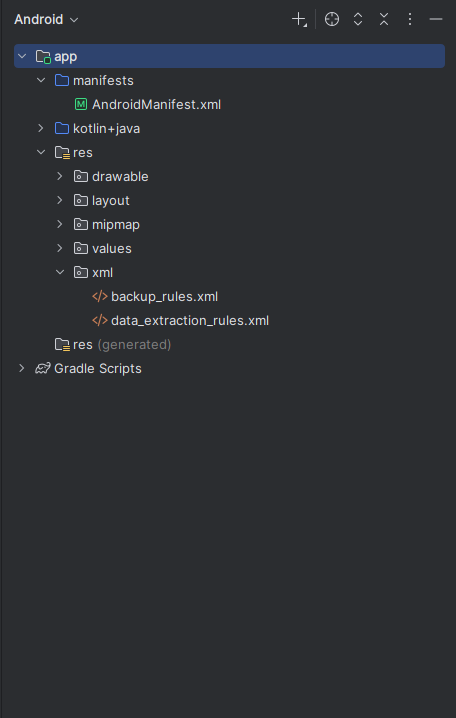 Android
app
manifests
M AndroidManifest.xml
kotlin+java
res
drawable
layout
mipmap
values
xml
</> backup_rules.xml
</> data_extraction_rules.xml
res (generated)
Gradle Scripts